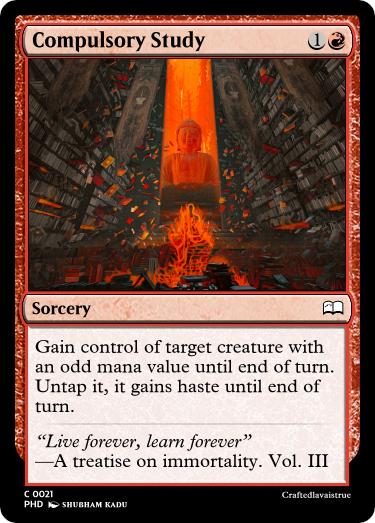 Compulsory Study 1
Sorcery
Gain control of target creature with
an odd mana value until end of turn.
Untap it, it gains haste until end of
turn.
“Live forever, learn forever”
—A treatise on immortality. Vol. III
C 0021
PHD SHUBHAM KADU
Craftedlavaistrue